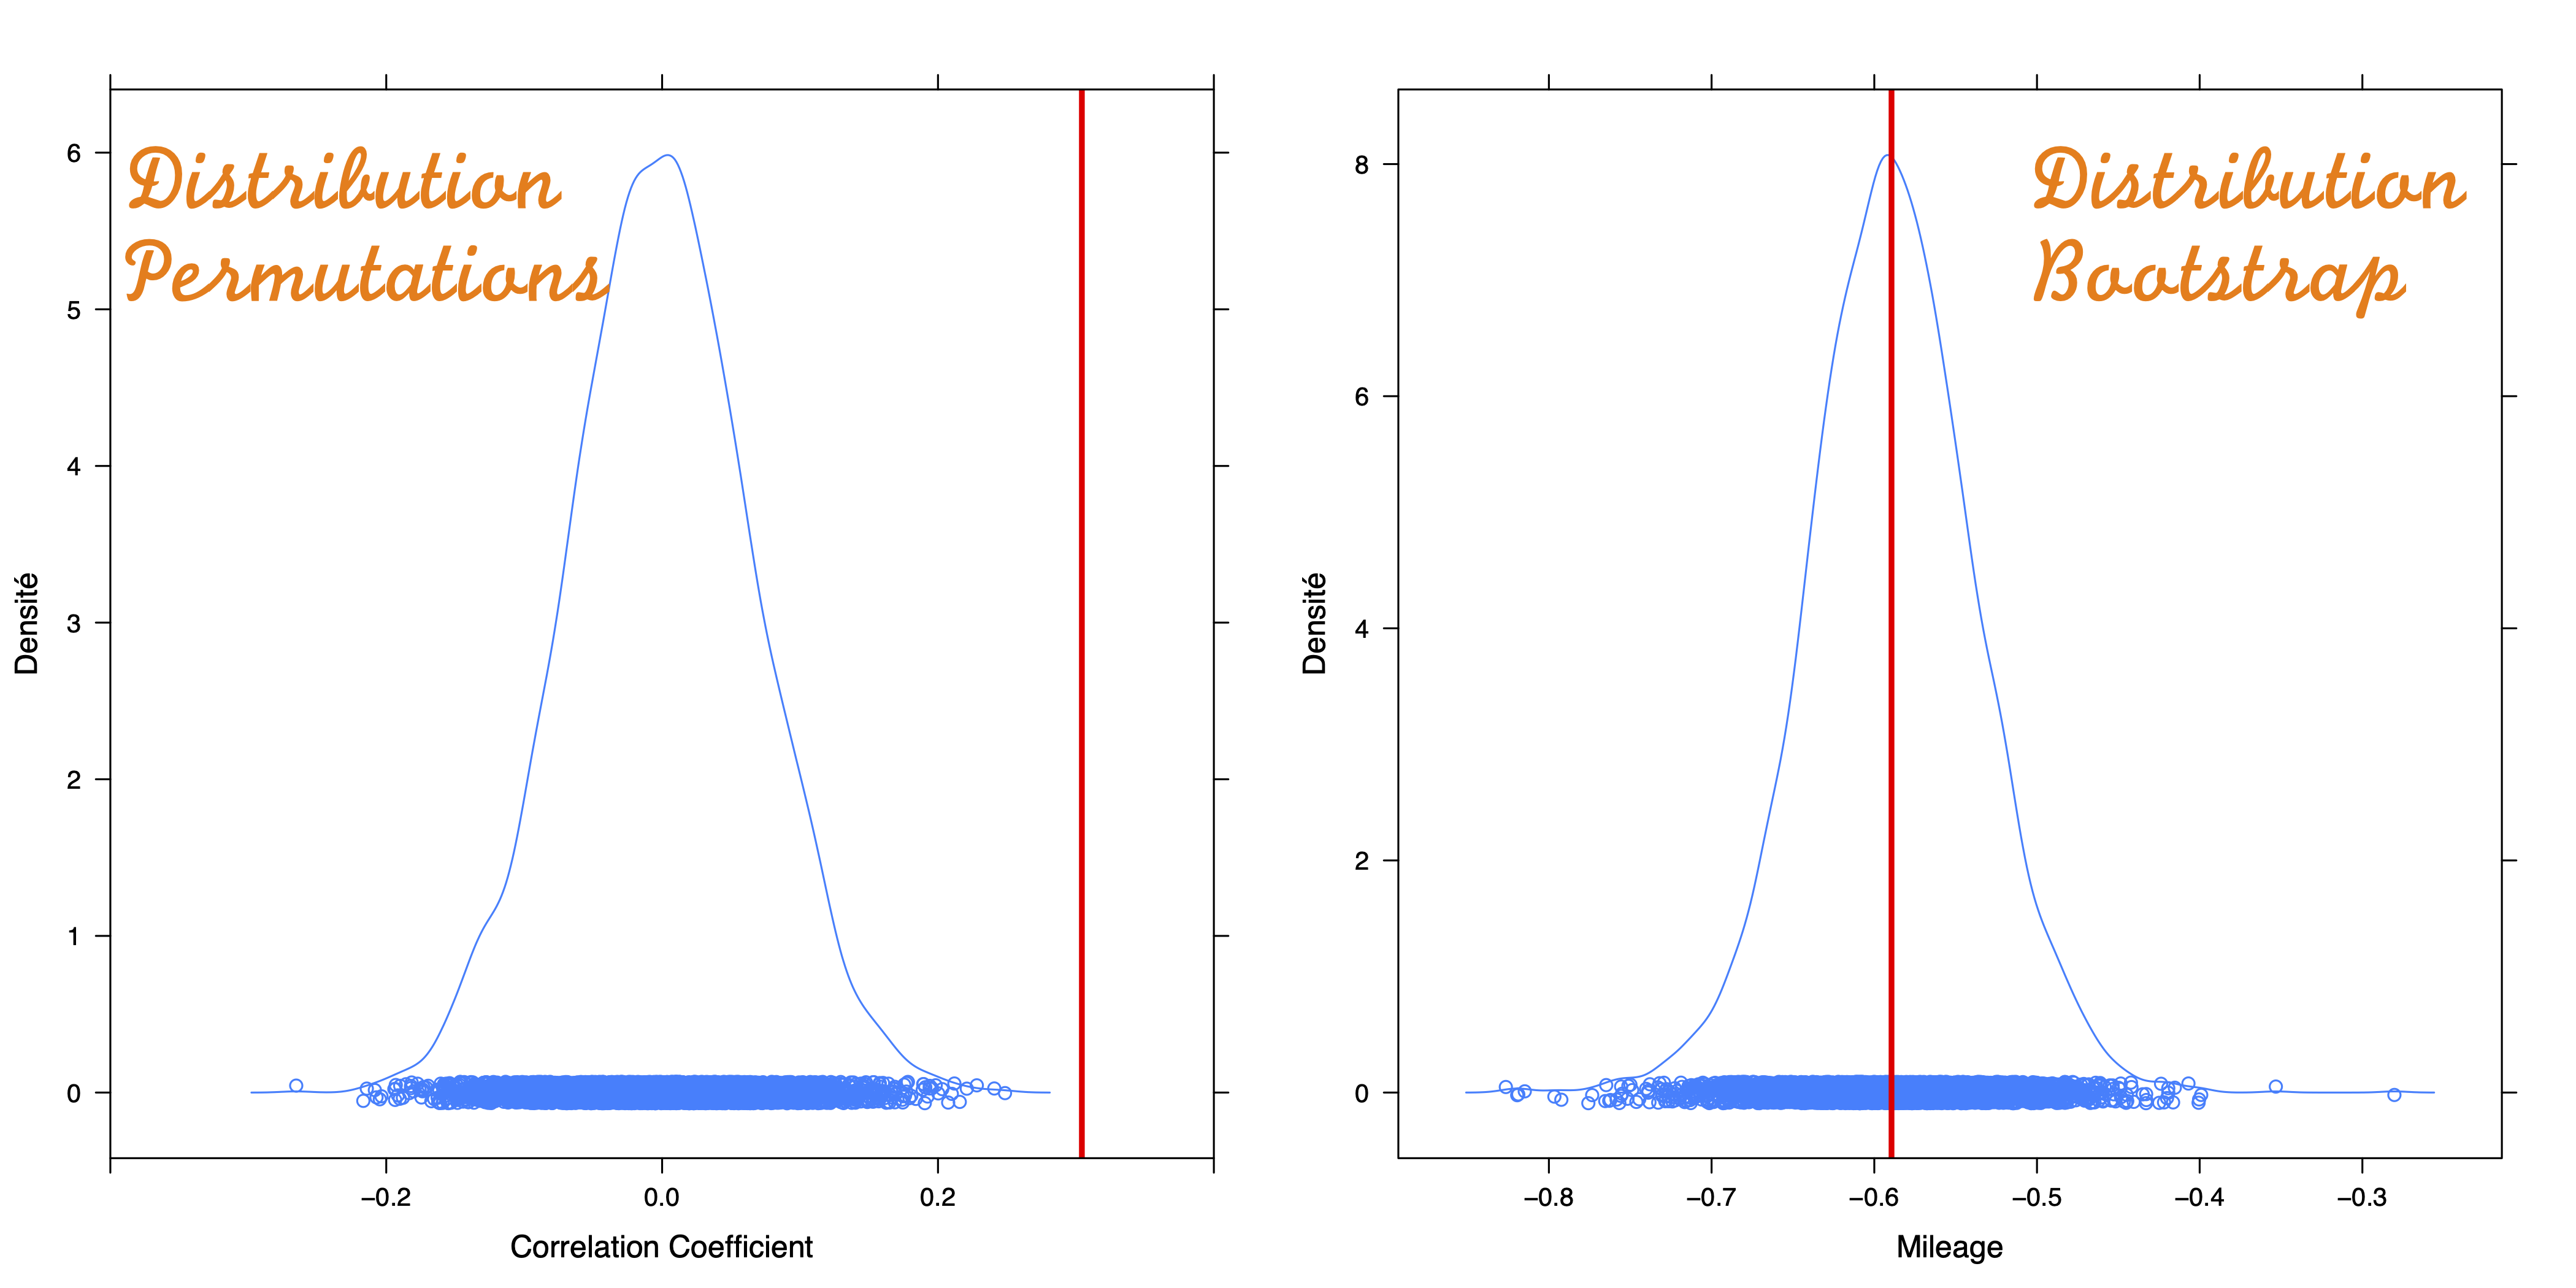 Distribution
Permutations
6
5
4
3
2
1
0
Densité
−0.2
0.0
0.2
Correlation Coefficient
Distribution
Bootstrap
8
6
4
2
0
Densité
−0.8
−0.7
−0.6
−0.5
−0.4
−0.3
Mileage